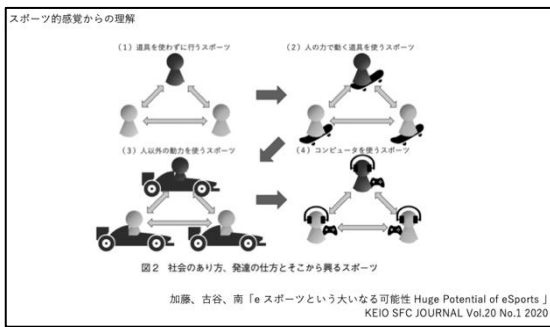 スポーツ的感覚からの理解
(1)道具を使わずに行うスポーツ
(2)人の力で動く道具を使うスポーツ
(3)人以外の動力を使うスポーツ
(4)コンピュータを使うスポーツ
図2 社会のあり方、発達の仕方とそこから興るスポーツ
加藤、古谷、南「eスポーツという大いなる可能性 Huge Potential of eSports 」
KEIO SFC JOURNAL Vol.20 No.1 2020